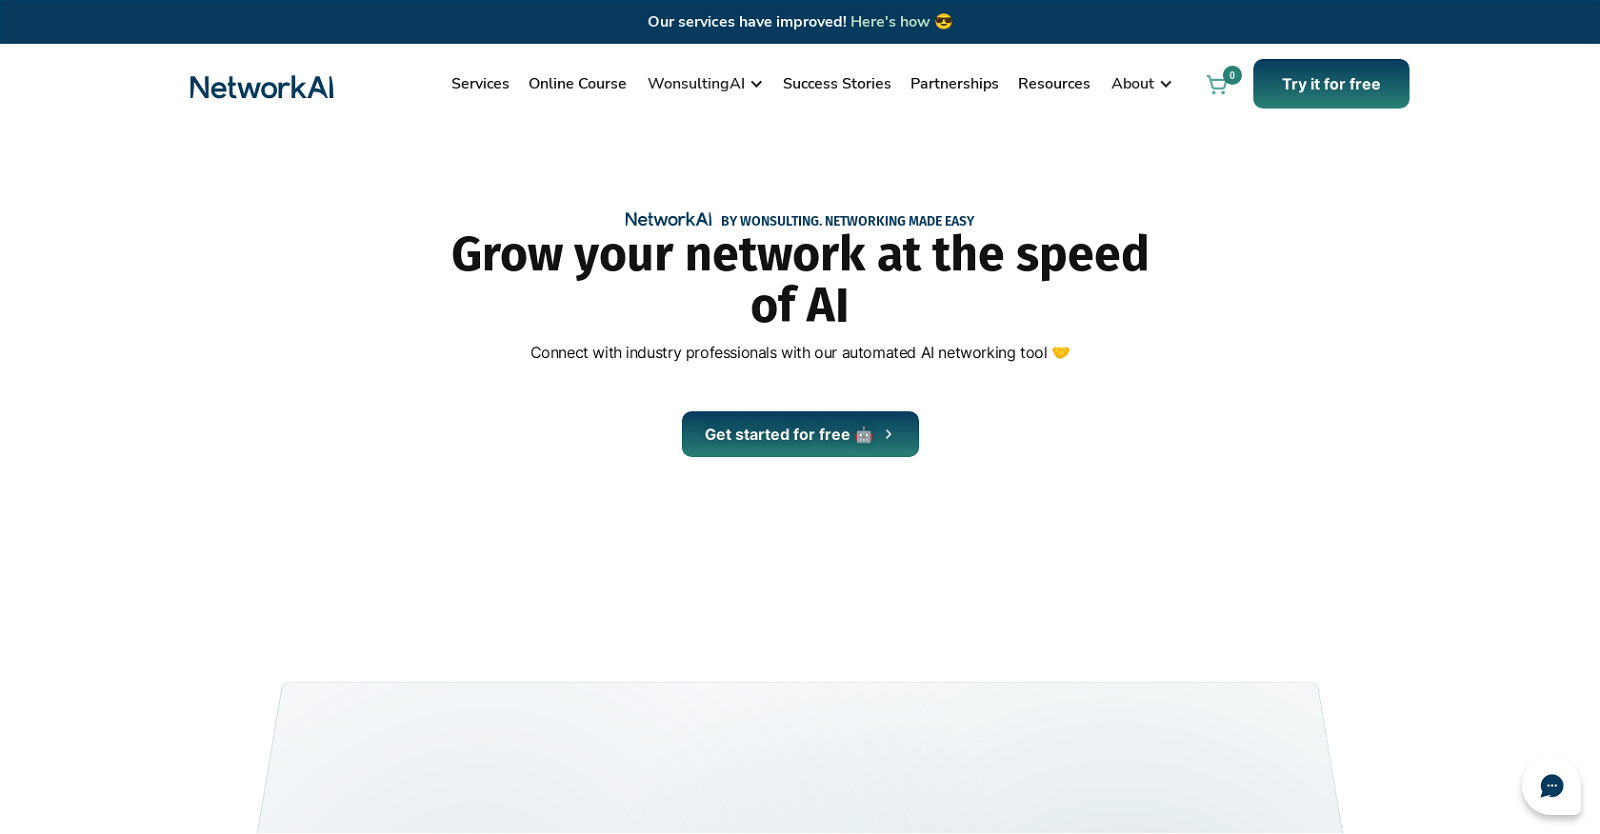 Our services have improved! Here's how 😎
NetworkAI
Services Online Course WonsultingAI Success Stories Partnerships Resources About 0 Try it for free
NetworkAI BY WONSULTING. NETWORKING MADE EASY
Grow your network at the speed
of AI
Connect with industry professionals with our automated AI networking tool 🤝
Get started for free 🤖